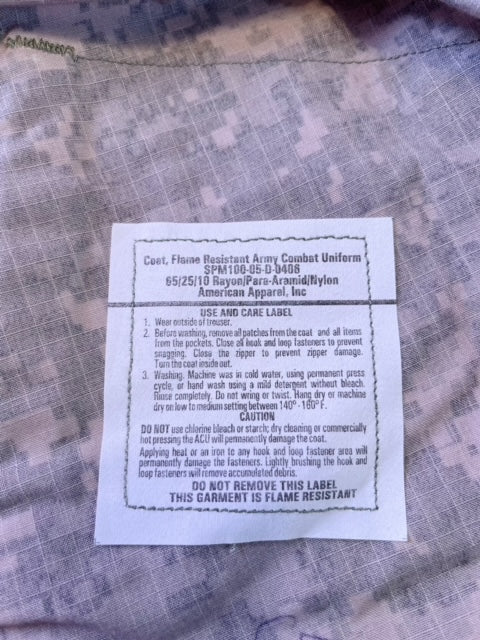 Coat, Flame Resistant Army Combat Uniform
SPM100-05-D-0406
65/25/10 Rayon/Para-Aramid/Nylon
American Apparel, Inc
USE AND CARE LABEL
1. Wear outside of trouser.
2. Before washing, remove all patches from the coat and all items
from the pockets. Close all hook and loop fasteners to prevent
snagging. Close the zipper to prevent zipper damage.
Turn the coat inside out.
3. Washing. Machine was in cold water, using permanent press
cycle, or hand wash using a mild detergent without bleach.
Rinse completely. Do not wring or twist. Hang dry or machine
dry on low to medium setting between 140° - 160° F.
CAUTION
DO NOT use chlorine bleach or starch; dry cleaning or commercially
hot pressing the ACU will permanently damage the coat.
Applying heat or an iron to any hook and loop fastener area will
permanently damage the fasteners. Lightly brushing the hook and
loop fasteners will remove accumulated debris.
DO NOT REMOVE THIS LABEL
THIS GARMENT IS FLAME RESISTANT